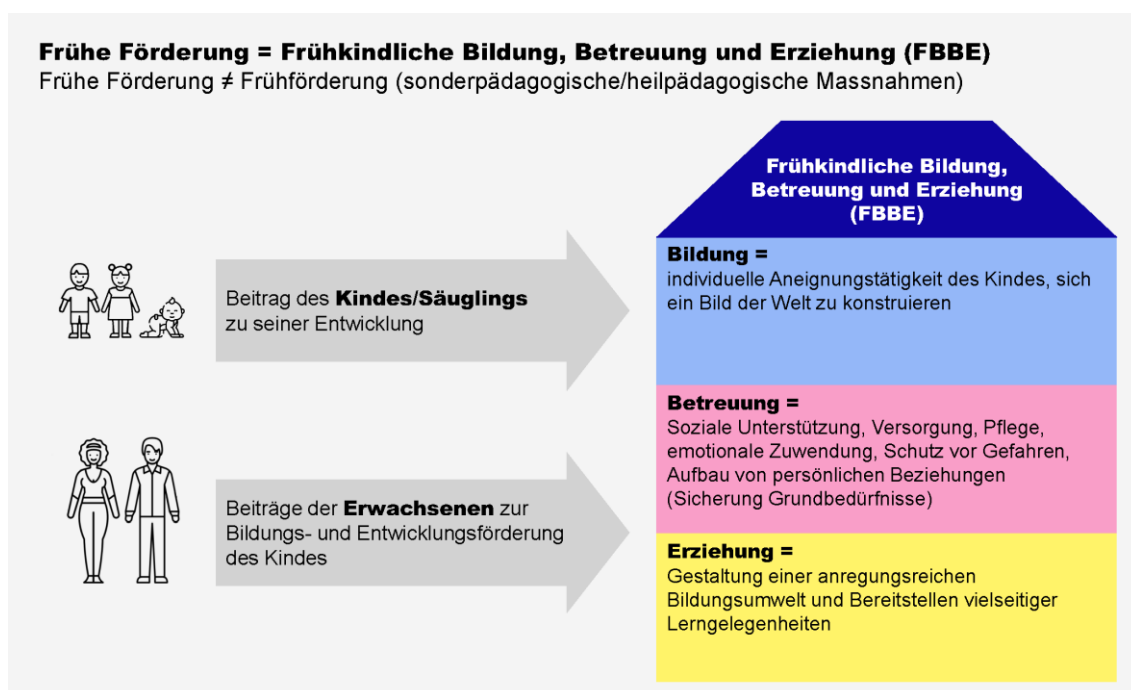 Frühe Förderung = Frühkindliche Bildung, Betreuung und Erziehung (FBBE)
Frühe Förderung ≠ Frühförderung (sonderpädagogische/heilpädagogische Massnahmen)
Frühkindliche Bildung,
Betreuung und Erziehung
(FBBE)
Beitrag des Kindes/Säuglings
zu seiner Entwicklung
Bildung =
individuelle Aneignungstätigkeit des Kindes, sich
ein Bild der Welt zu konstruieren
Beiträge der Erwachsenen zur
Bildungs- und Entwicklungsförderung
des Kindes
Betreuung =
Soziale Unterstützung, Versorgung, Pflege,
emotionale Zuwendung, Schutz vor Gefahren,
Aufbau von persönlichen Beziehungen
(Sicherung Grundbedürfnisse)
Erziehung =
Gestaltung einer anregungsreichen
Bildungsumwelt und Bereitstellen vielseitiger
Lerngelegenheiten